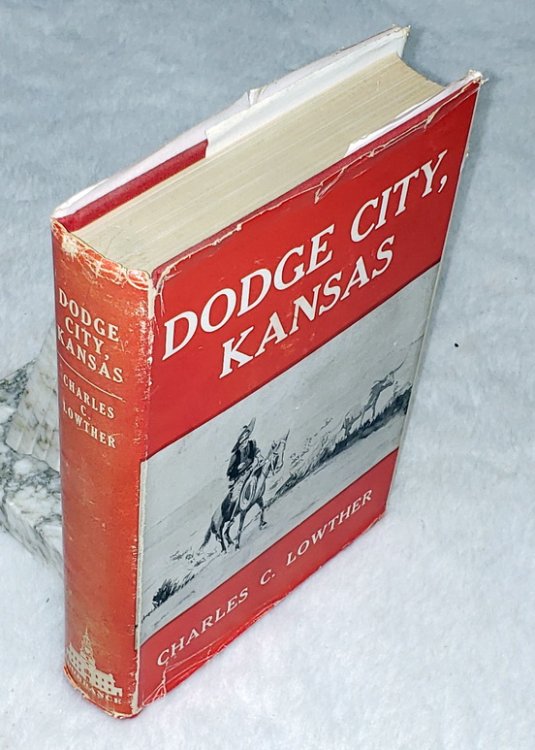 DODGE CITY,
KANSAS
CHARLES C. LOWTHER
DODGE
CITY,
KANSAS
CHARLES
C.
LOWTHER